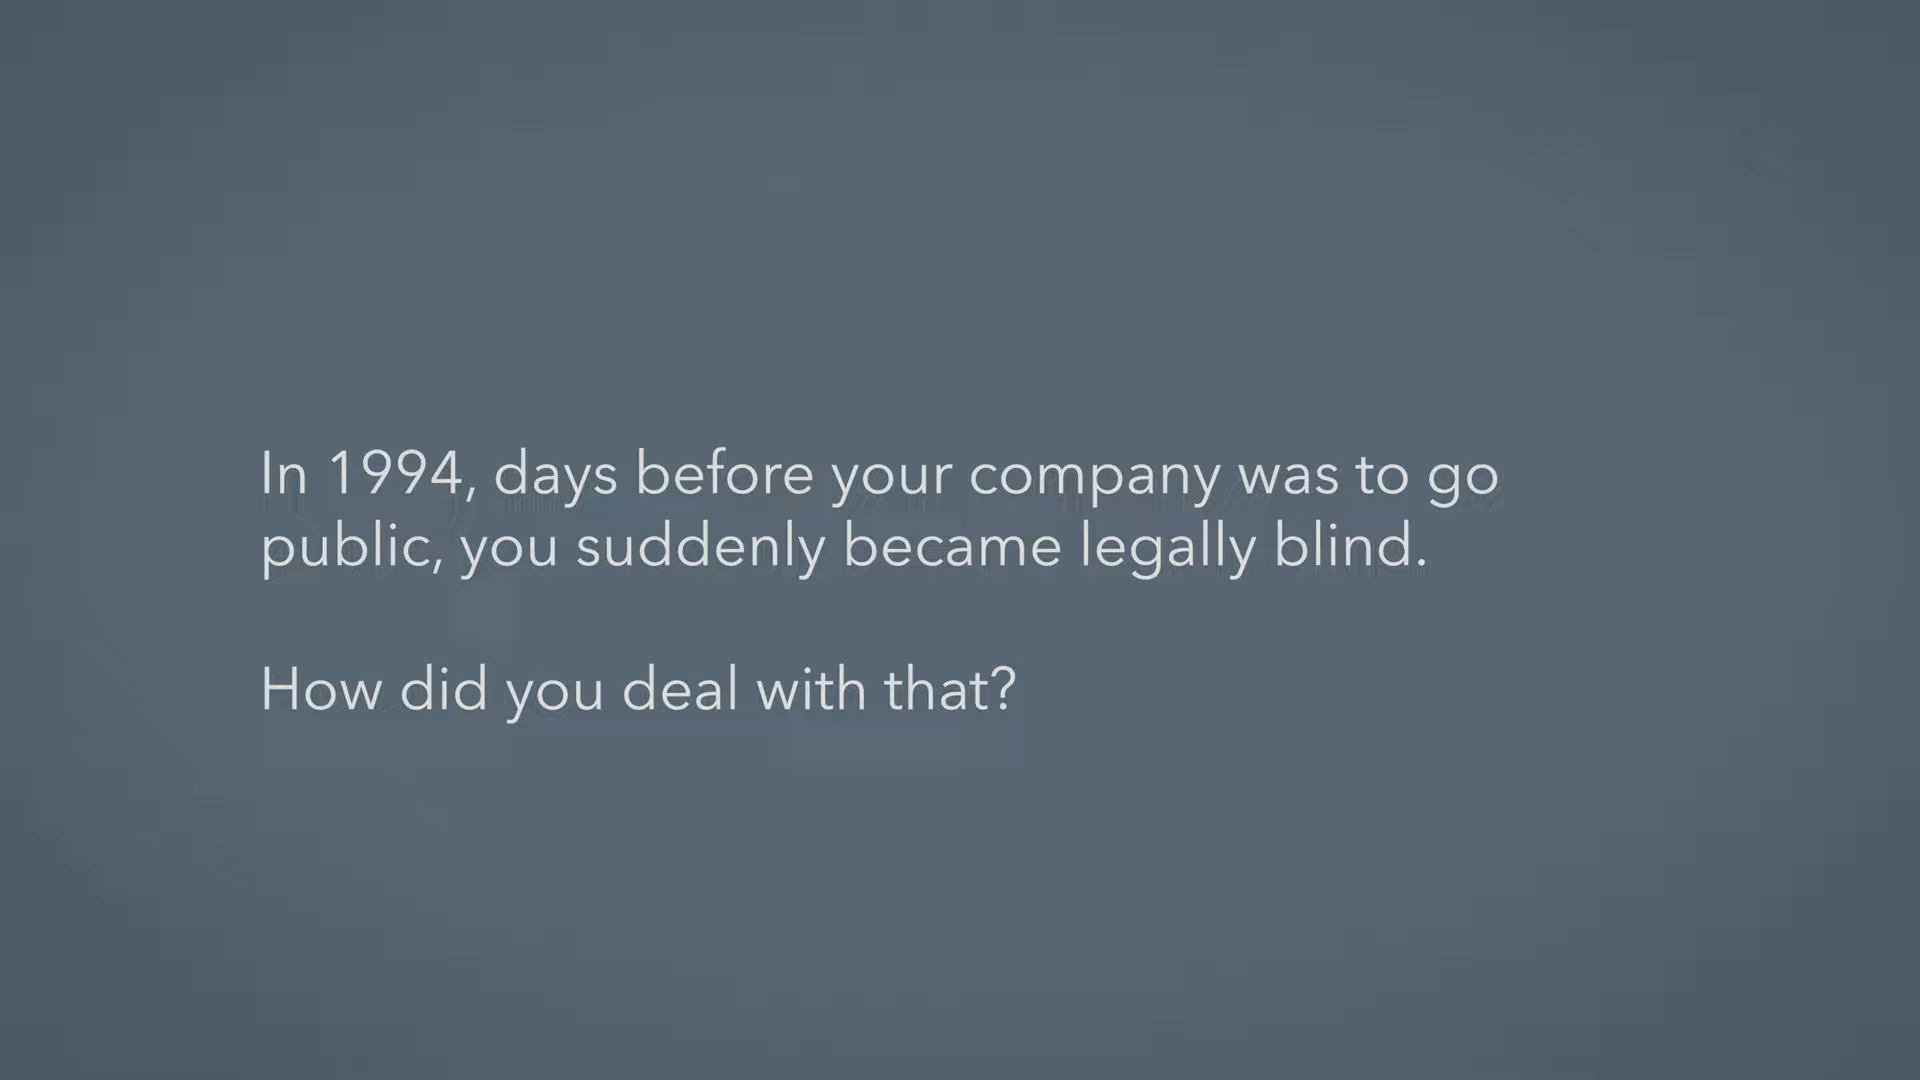 In 1994, days before your company was to go
public, you suddenly became legally blind.
How did you deal with that?